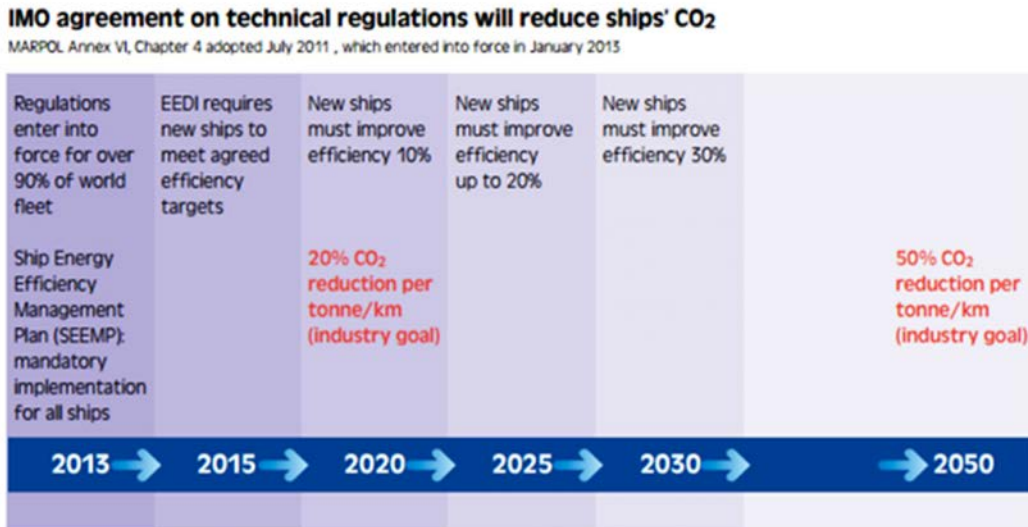 IMO agreement on technical regulations will reduce ships' CO₂
MARPOL Annex VI, Chapter 4 adopted July 2011 , which entered into force in January 2013
Regulations
enter into
force for over
90% of world
fleet
Ship Energy
Efficiency
Management
Plan (SEEMP):
mandatory
implementation
for all ships
EEDI requires
new ships to
meet agreed
efficiency
targets
New ships
must improve
efficiency 10%
20% CO₂
reduction per
tonne/km
(industry goal)
New ships
must improve
efficiency
up to 20%
New ships
must improve
efficiency 30%
50% CO₂
reduction per
tonne/km
(industry goal)
2013 2015 2020 2025 2030 2050